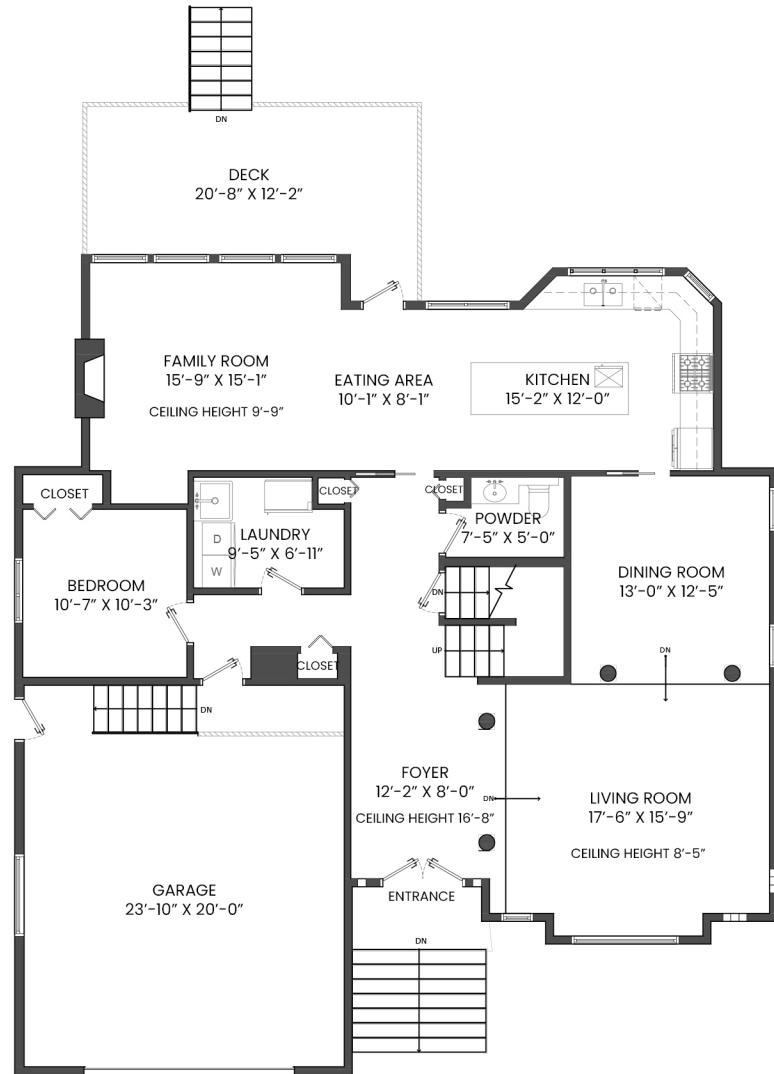 DN
DECK
20'-8" X 12'-2"
FAMILY ROOM
15'-9" X 15'-1"
CEILING HEIGHT 9'-9"
EATING AREA
10'-1" X 8'-1"
KITCHEN
15'-2" X 12'-0"
CLOSET
CLOSET
CLOSET
D
W
LAUNDRY
9'-5" X 6'-11"
POWDER
7'-5" X 5'-0"
BEDROOM
10'-7" X 10'-3"
DN
UP
DINING ROOM
13'-0" X 12'-5"
DN
CLOSET
DN
FOYER
12'-2" X 8'-0"
CEILING HEIGHT 16'-8"
DN
LIVING ROOM
17'-6" X 15'-9"
CEILING HEIGHT 8'-5"
GARAGE
23'-10" X 20'-0"
ENTRANCE
DN